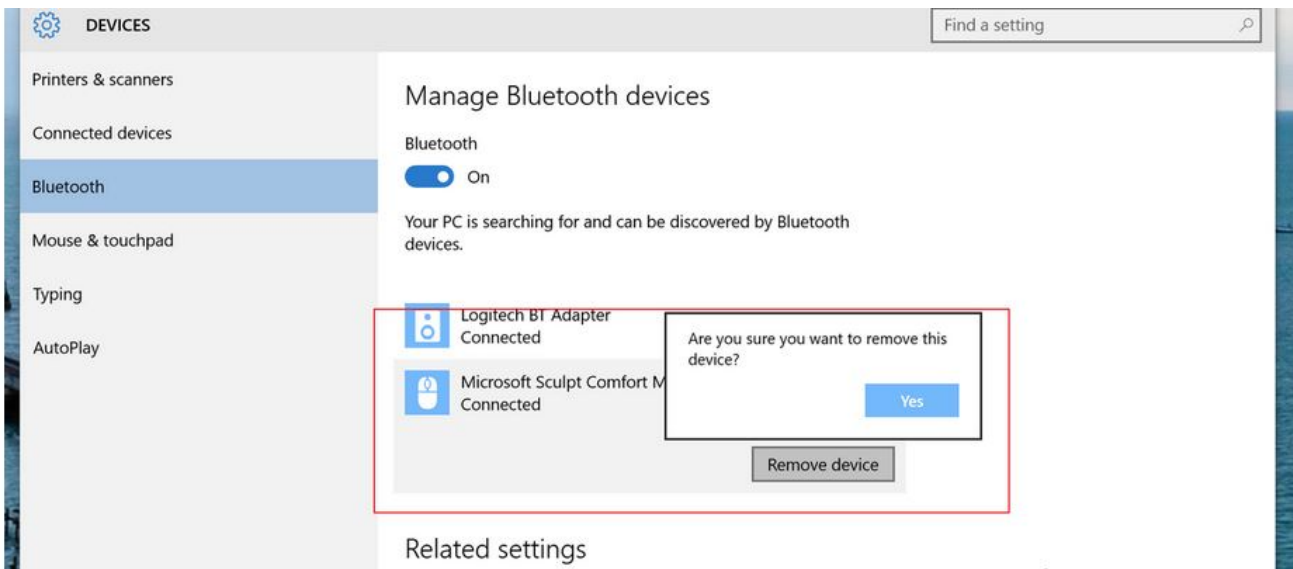 DEVICES
Find a setting
Printers & scanners
Connected devices
Bluetooth
Mouse & touchpad
Typing
AutoPlay
Manage Bluetooth devices
Bluetooth
On
Your PC is searching for and can be discovered by Bluetooth
devices.
Logitech BT Adapter
Connected
Microsoft Sculpt Comfort M
Connected
Are you sure you want to remove this
device?
Yes
Remove device
Related settings